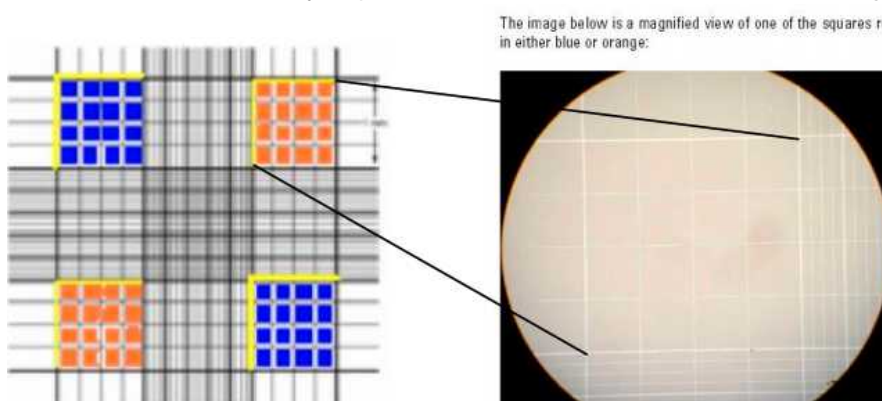 The image below is a magnified view of one of the squares
in either blue or orange: